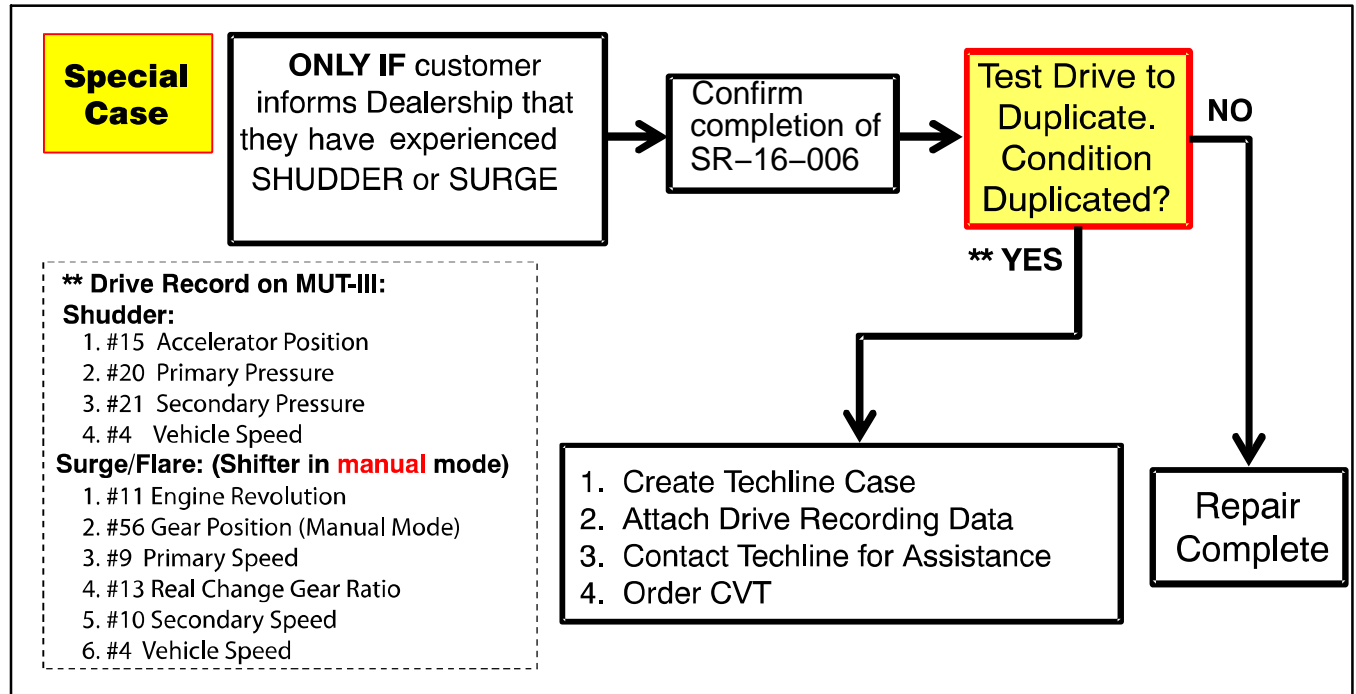 Special
Case
ONLY IF customer
informs Dealership that
they have experienced
SHUDDER or SURGE
Confirm
completion of
SR–16–006
Test Drive to
Duplicate.
Condition
Duplicated?
NO
** YES
** Drive Record on MUT-III:
Shudder:
1. #15 Accelerator Position
2. #20 Primary Pressure
3. #21 Secondary Pressure
4. #4 Vehicle Speed
Surge/Flare: (Shifter in manual mode)
1. #11 Engine Revolution
2. #56 Gear Position (Manual Mode)
3. #9 Primary Speed
4. #13 Real Change Gear Ratio
5. #10 Secondary Speed
6. #4 Vehicle Speed
1. Create Techline Case
2. Attach Drive Recording Data
3. Contact Techline for Assistance
4. Order CVT
Repair
Complete